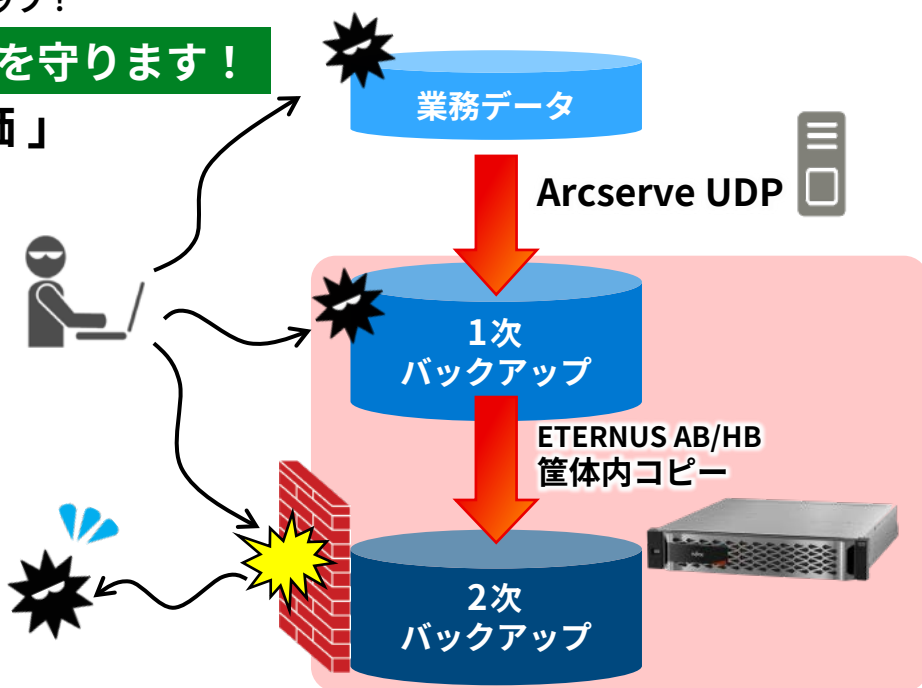 を守ります！
価 」
業務データ
Arcserve UDP
1次
バックアップ
ETERNUS AB/HB
筐体内コピー
2次
バックアップ